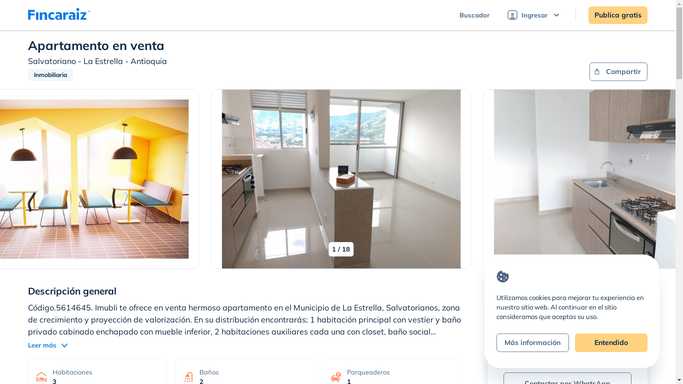 Fincaraiz
Buscador
Ingresar
Publica gratis
Apartamento en venta
Salvatoriano - La Estrella - Antioquia
Inmobiliaria
Compartir
1 / 18
Descripción general
Código.5614645. Imubli te ofrece en venta hermoso apartamento en el Municipio de La Estrella, Salvatorianos, zona
de crecimiento y proyección de valorización. En su distribución encontrarás: 1 habitación principal con vestier y baño
privado cabinado enchapado con mueble inferior, 2 habitaciones auxiliares cada una con closet, baño social...
Leer más
Habitaciones
3
Baños
2
Parqueaderos
1
Utilizamos cookies para mejorar tu experiencia en
nuestro sitio web. Al continuar en el sitio
consideramos que aceptas su uso.
Más información
Entendido
Contactar por WhatsApp